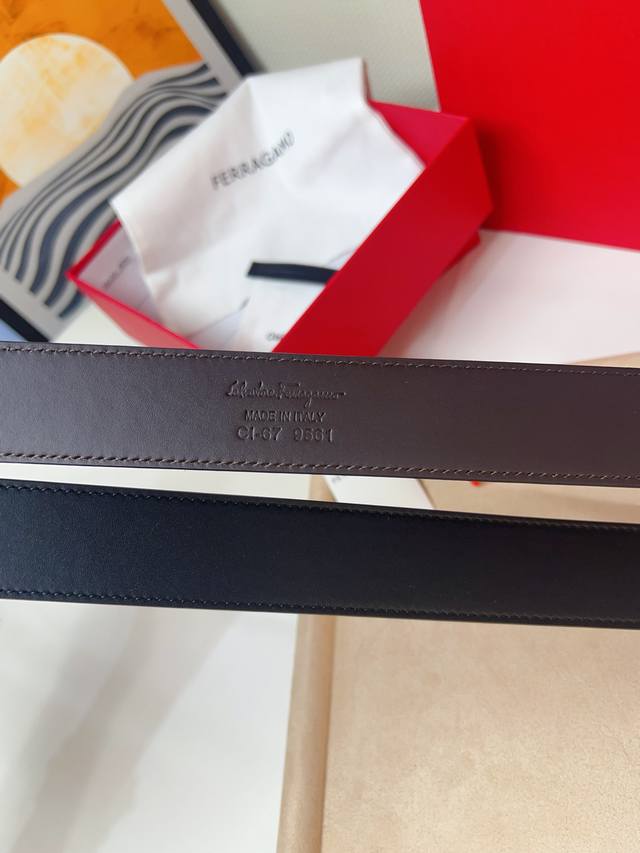 FERRAGAMO
Salvatore Ferragamo
MADE IN ITALY
CI-67 9561